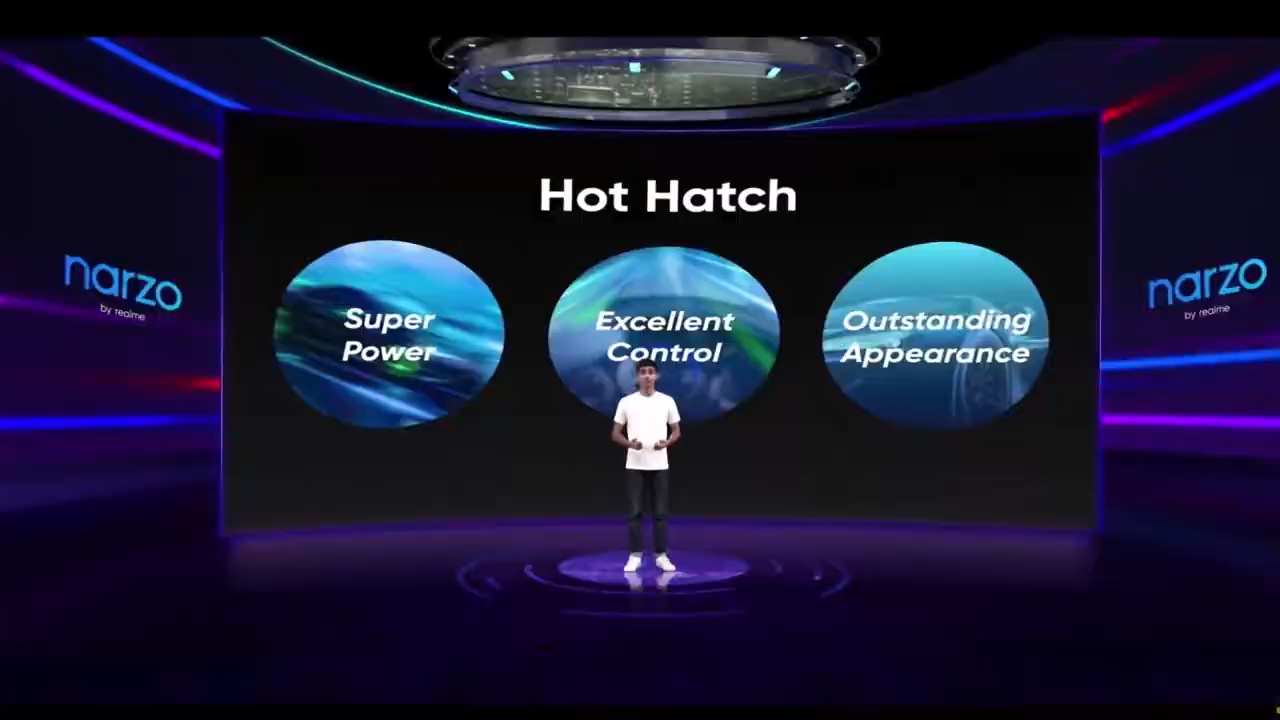 Hot Hatch
Super
Power
Excellent
Control
Outstanding
Appearance
narzo
by realme
narzo
by realme